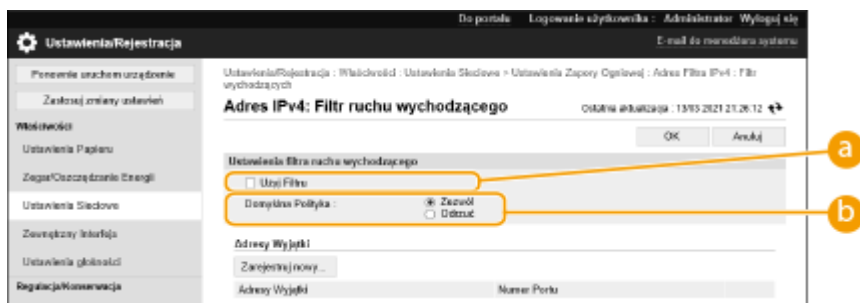 Do portalu Logowanie użytkownika : Administrator Wyloguj się
Ustawienia/Rejestracja
E-mail do menedżera systemu
Ponownie uruchom urządzenie
Zastosuj zmiany ustawień
Właściwości
Ustawienia Papieru
Zegar/Oszczędzanie Energii
Ustawienia Sieciowe
Zewnętrzny Interfejs
Ustawienia głośności
Regulacja/Konserwacja
Ustawienia/Rejestracja : Właściwości : Ustawienia Sieciowe > Ustawienia Zapory Ogniowej : Adres Filtra IPv4 : Filtr
wychodzących
Adres IPv4: Filtr ruchu wychodzącego
Ostatnia aktualizacja : 13/03 2021 21:26:12
OK Anuluj
Ustawienia filtra ruchu wychodzącego
Użyj Filtru
a
Domyślna Polityka :
Zezwól
Odrzuć
b
Adresy Wyjątki
Zarejestruj nowy...
Adresy Wyjątki Numer Portu